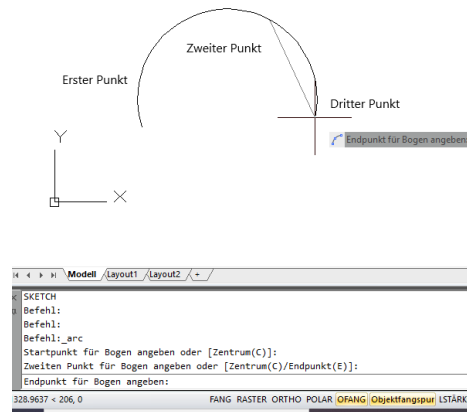 Zweiter Punkt
Erster Punkt
Dritter Punkt
Endpunkt für Bogen angeben:
Y
X
Modell Layout1 Layout2 +
SKETCH
Befehl:
Befehl:
Befehl:_arc
Startpunkt für Bogen angeben oder [Zentrum(C)]:
Zweiten Punkt für Bogen angeben oder [Zentrum(C)/Endpunkt(E)]:
Endpunkt für Bogen angeben:
328.9637 < 206, 0 FANG RASTER ORTHO POLAR OFANG Objektfangspur LSTÄRK